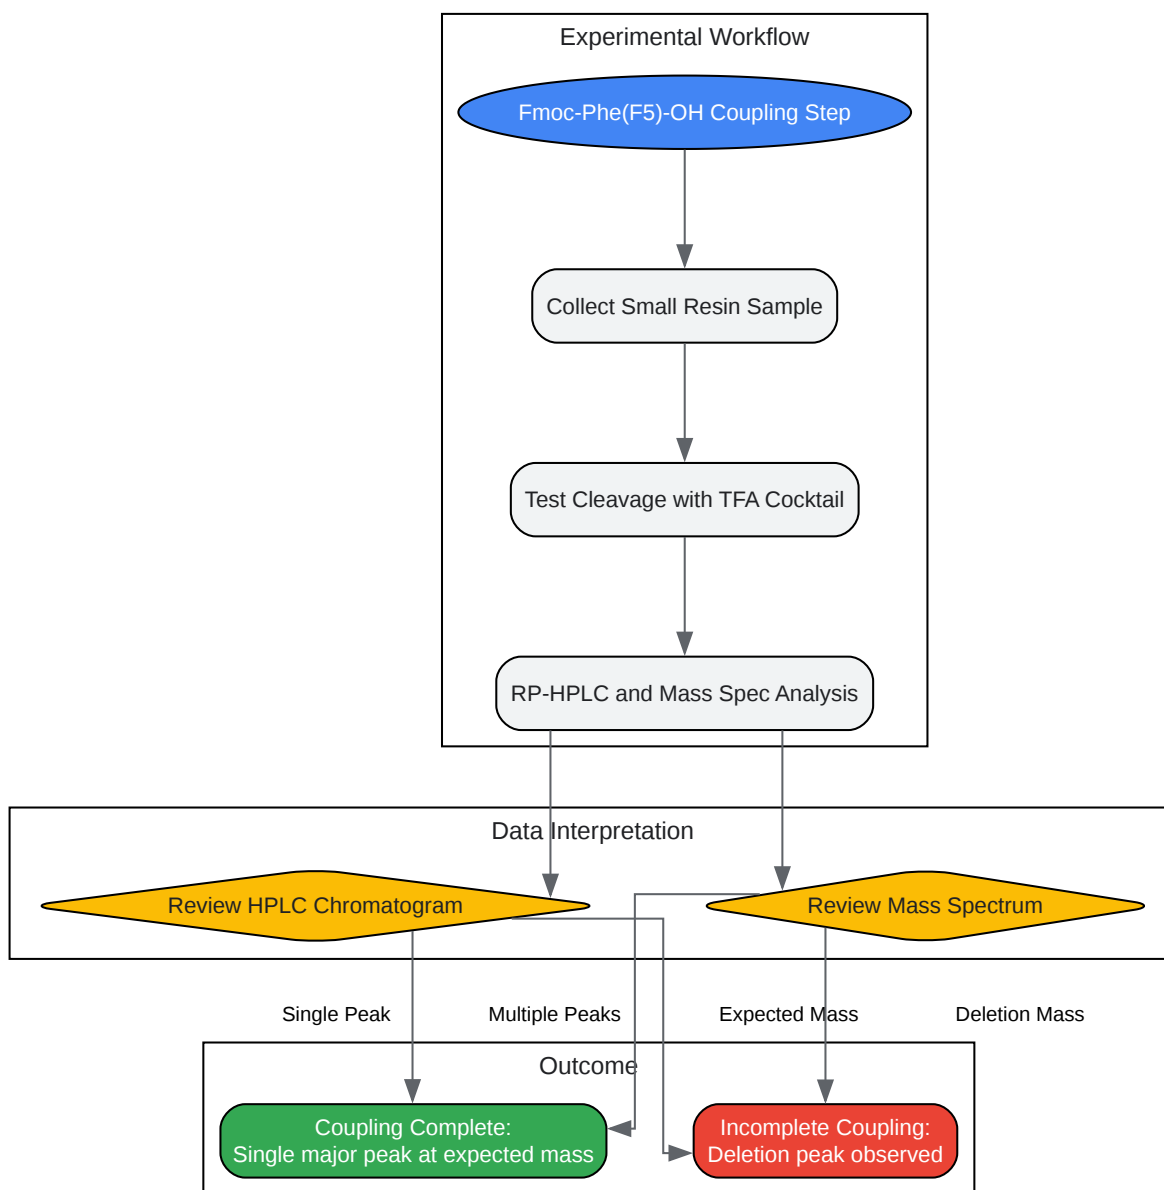 Experimental Workflow
Fmoc-Phe(F5)-OH Coupling Step
Collect Small Resin Sample
Test Cleavage with TFA Cocktail
RP-HPLC and Mass Spec Analysis
Data Interpretation
Review HPLC Chromatogram
Review Mass Spectrum
Single Peak
Multiple Peaks
Expected Mass
Deletion Mass
Outcome
Coupling Complete:
Single major peak at expected mass
Incomplete Coupling:
Deletion peak observed